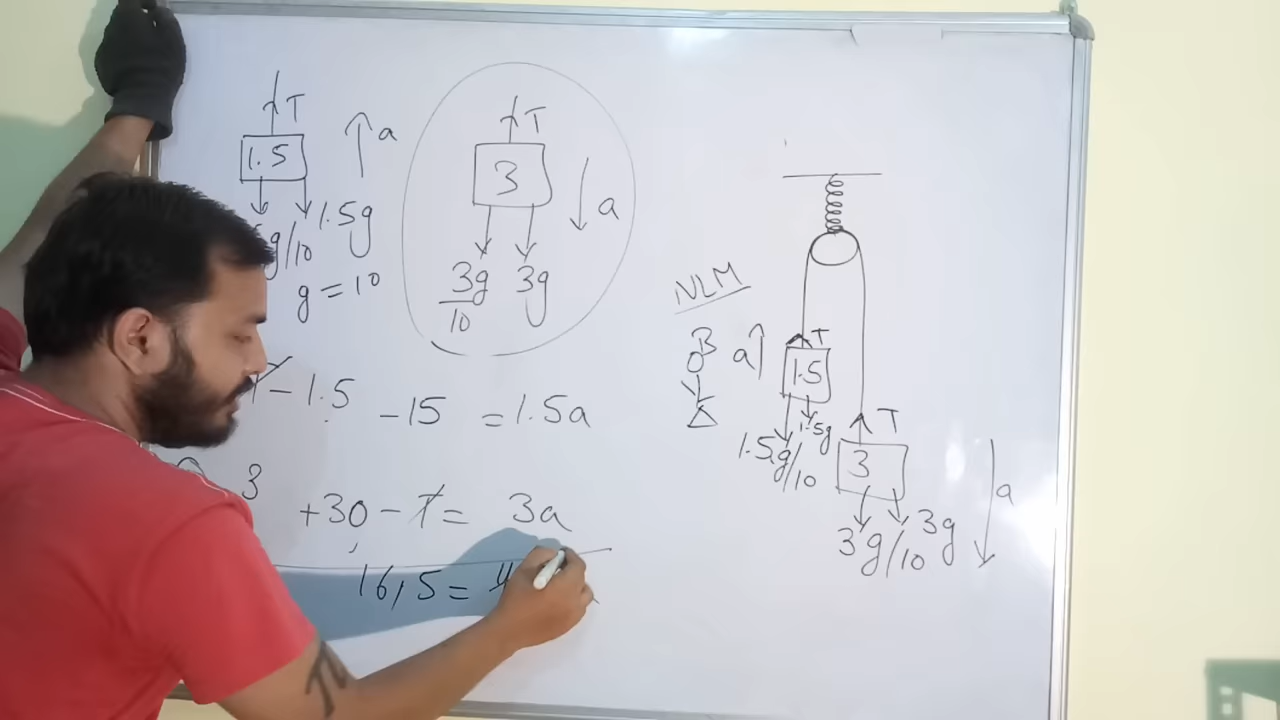 T
1.5
a
1.5g
g/10
g = 10
T
3
a
3g/10
3g
- 1.5 - 15 = 1.5a
3 + 30 - T = 3a
16,5 =
NLM
a
T
1.5
1.5g/10
1.5g
T
3
3g/10
3g
a